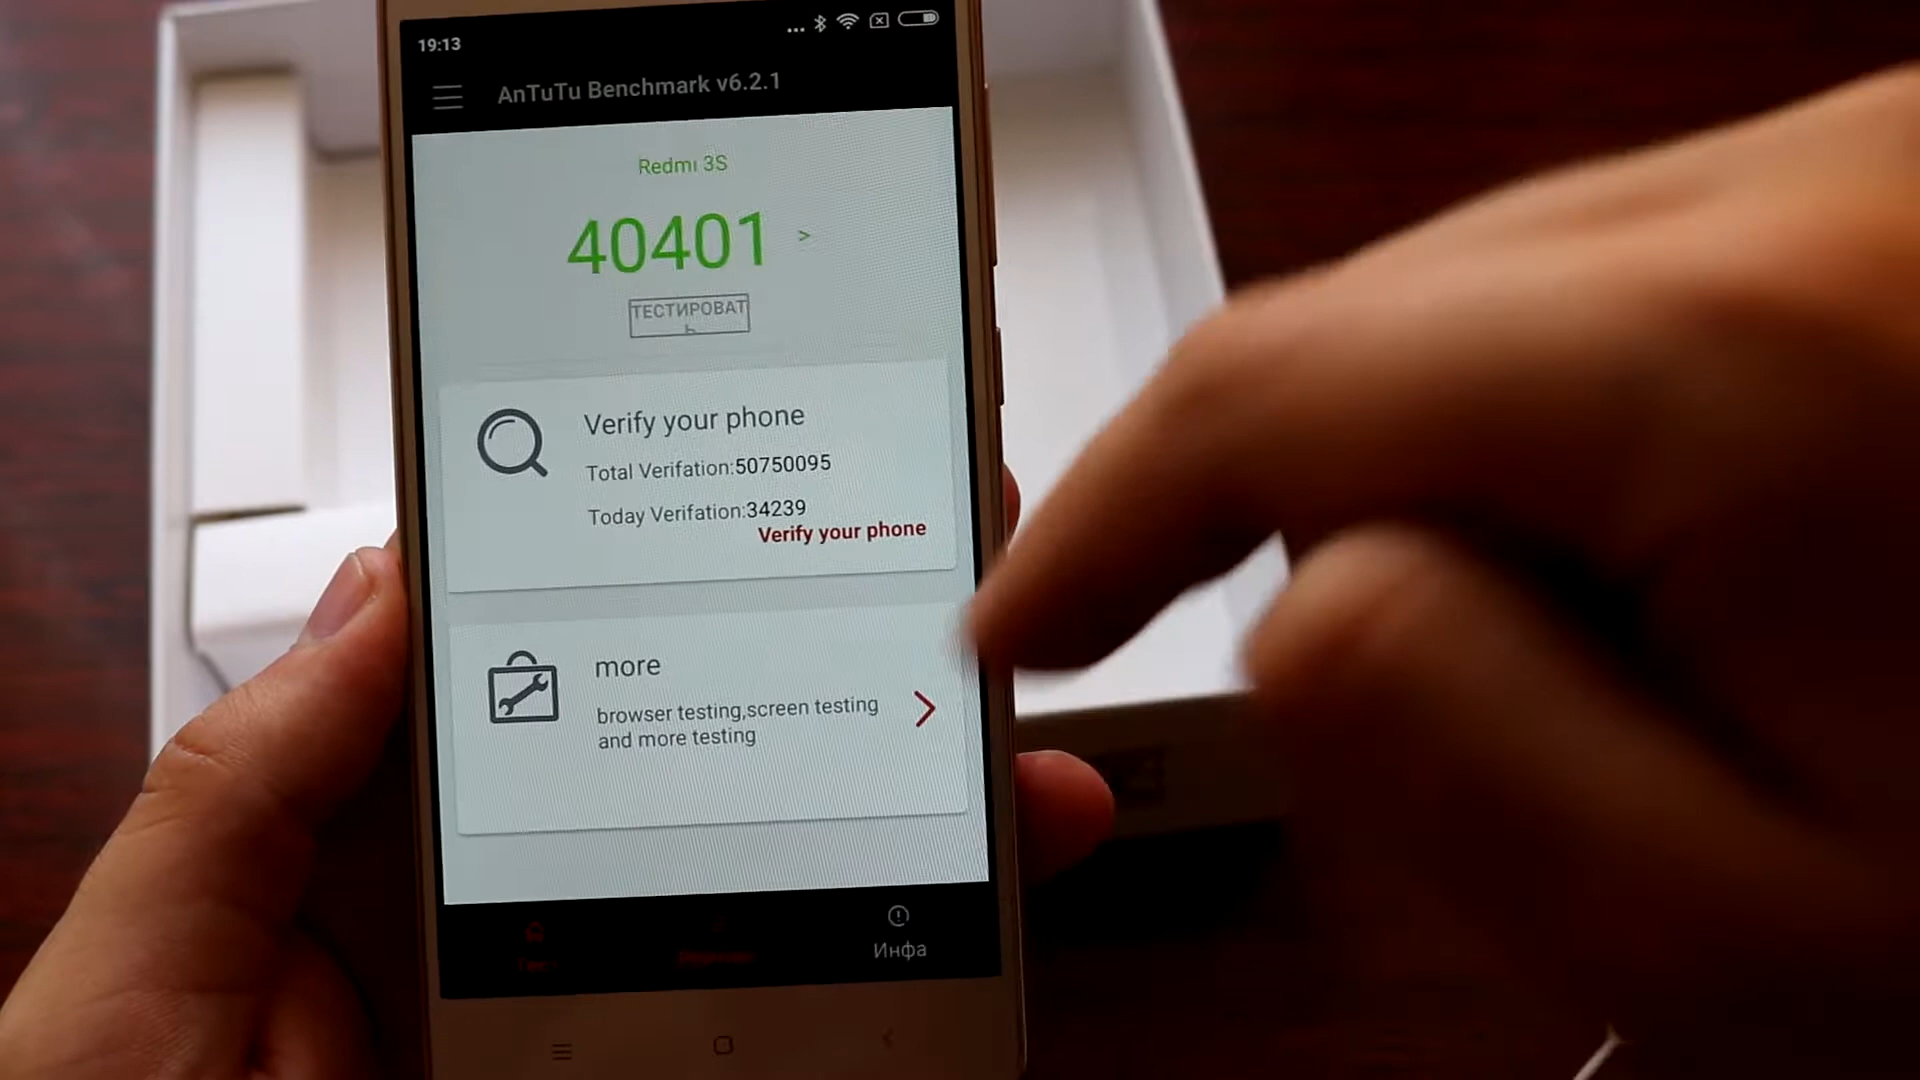 19:13
AnTuTu Benchmark v6.2.1
Redmi 3S
40401 >
ТЕСТИРОВАТ
Ь
Verify your phone
Total Verifation:50750095
Today Verifation:34239
Verify your phone
more
browser testing,screen testing
and more testing
Инфа